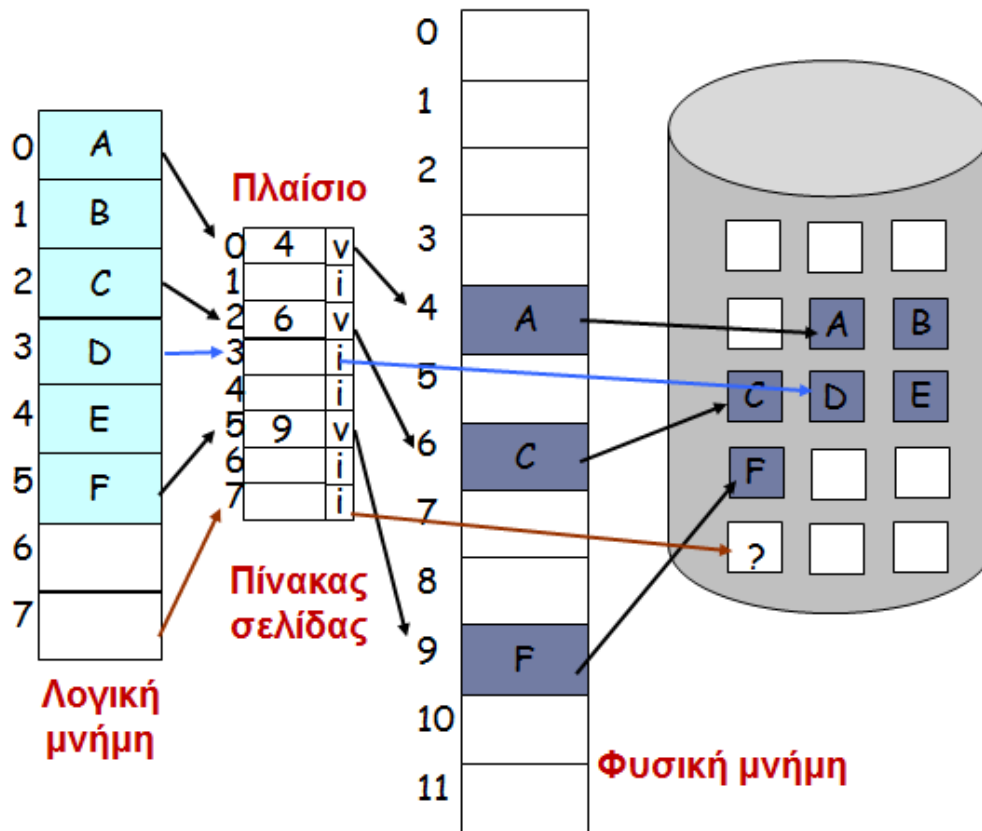 0 A
1 B
2 C
3 D
4 E
5 F
6
7
Λογική
μνήμη
Πλαίσιο
0 4 v
1 i
2 6 v
3 i
4 i
5 9 v
6 i
7 i
Πίνακας
σελίδας
0
1
2
3
4 A
5
6 C
7
8
9 F
10
11
Φυσική μνήμη
A B
C D E
F
?